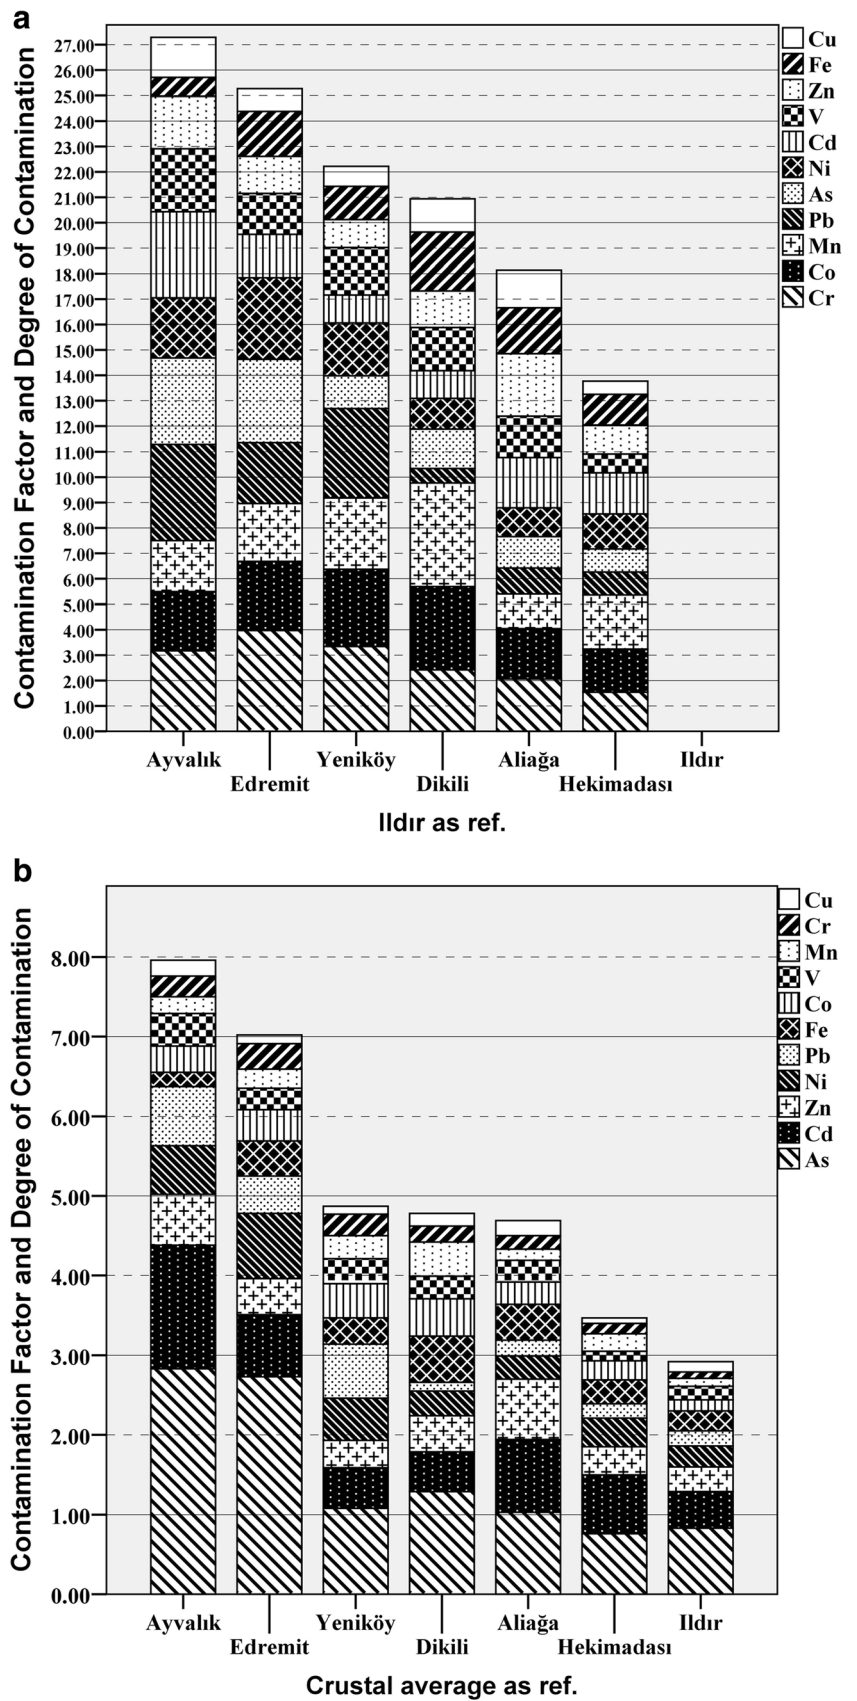 a
Contamination Factor and Degree of Contamination
27.00
26.00
25.00
24.00
23.00
22.00
21.00
20.00
19.00
18.00
17.00
16.00
15.00
14.00
13.00
12.00
11.00
10.00
9.00
8.00
7.00
6.00
5.00
4.00
3.00
2.00
1.00
0.00
Cu
Fe
Zn
V
Cd
Ni
As
Pb
Mn
Co
Cr
Ayvalık
Edremit
Yeniköy
Dikili
Aliağa
Hekimadası
Ildır
Ildır as ref.
b
Contamination Factor and Degree of Contamination
8.00
7.00
6.00
5.00
4.00
3.00
2.00
1.00
0.00
Cu
Cr
Mn
V
Co
Fe
Pb
Ni
Zn
Cd
As
Ayvalık
Edremit
Yeniköy
Dikili
Aliağa
Hekimadası
Ildır
Crustal average as ref.